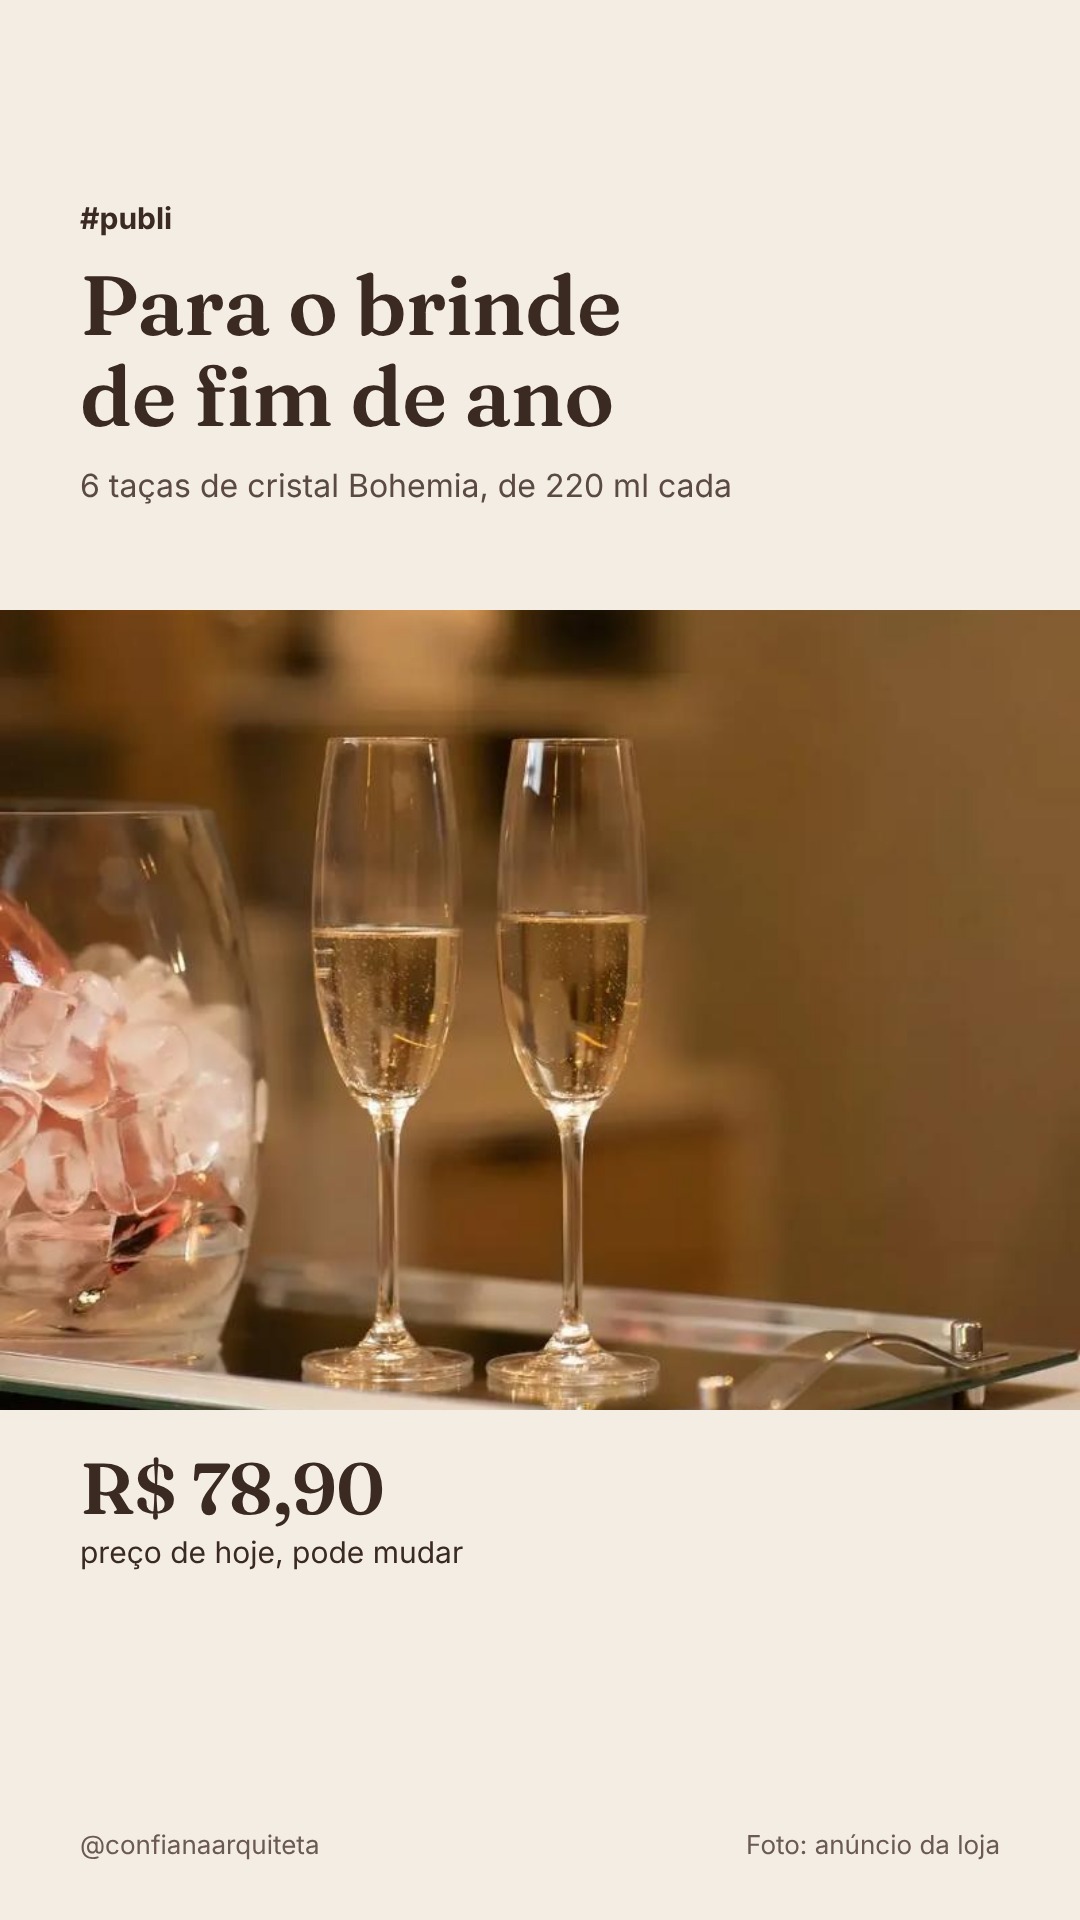 #publi
Para o brinde
de fim de ano
6 taças de cristal Bohemia, de 220 ml cada
R$ 78,90
preço de hoje, pode mudar
@confianaarquiteta
Foto: anúncio da loja